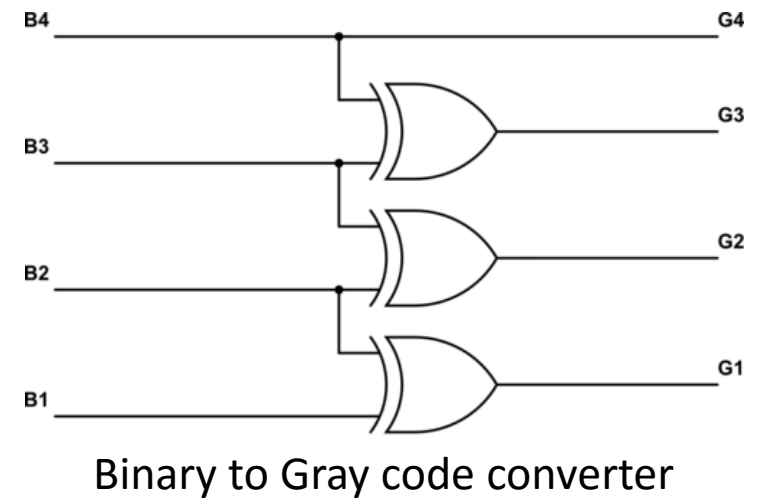 B4 G4
G3
B3
G2
B2
G1
B1
Binary to Gray code converter